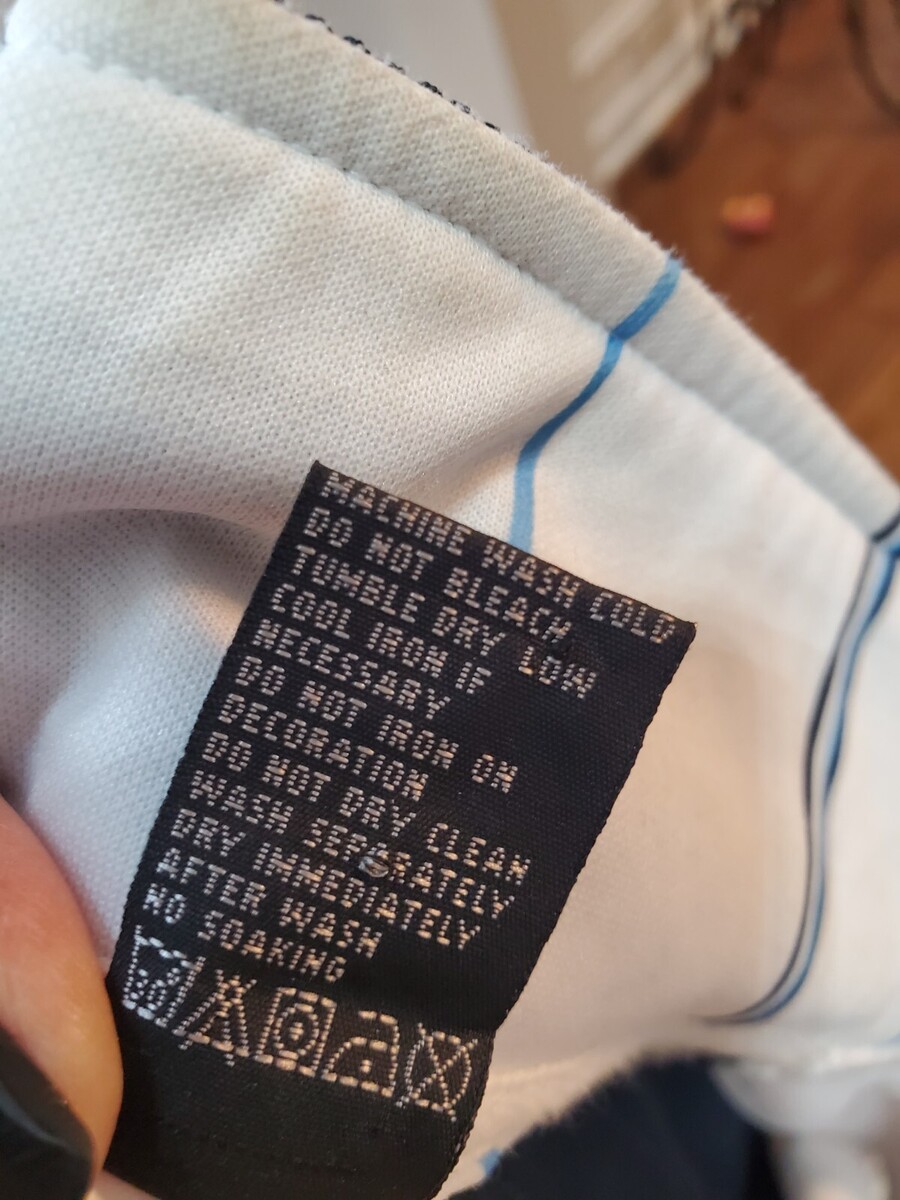 MACHINE WASH COLD
DO NOT BLEACH
TUMBLE DRY LOW
COOL IRON IF
NECESSARY
DO NOT IRON ON
DECORATION
DO NOT DRY CLEAN
WASH SEPARATELY
DRY IMMEDIATELY
AFTER WASH
NO SOAKING